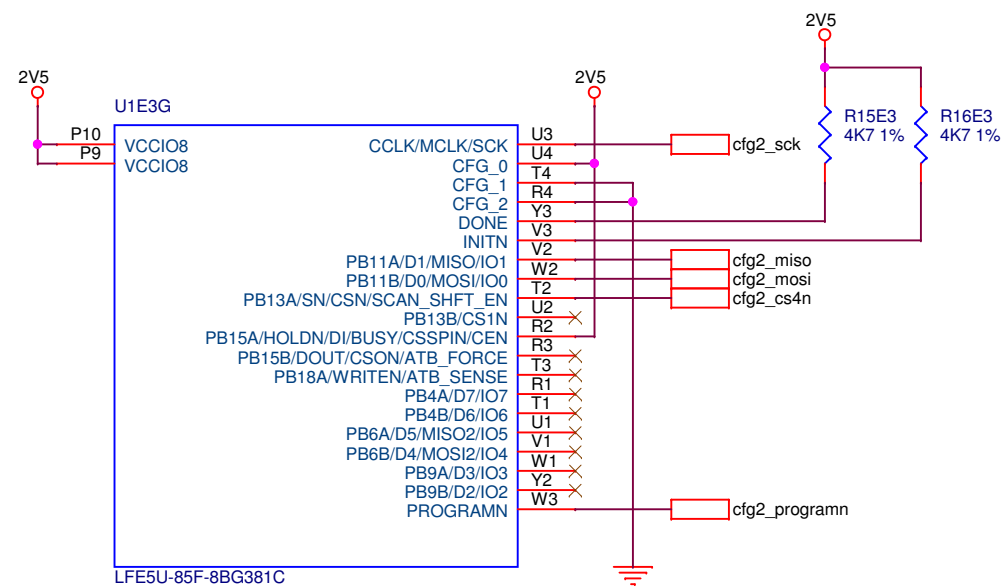 2V5
2V5
2V5
U1E3G
R15E3
4K7 1%
R16E3
4K7 1%
P10 VCCIO8
P9 VCCIO8
CCLK/MCLK/SCK U3 cfg2_sck
CFG_0 U4
CFG_1 T4
CFG_2 R4
DONE Y3
INITN V3
PB11A/D1/MISO/IO1 V2 cfg2_miso
PB11B/D0/MOSI/IO0 W2 cfg2_mosi
PB13A/SN/CSN/SCAN_SHFT_EN T2 cfg2_cs4n
PB13B/CS1N U2
PB15A/HOLDN/DI/BUSY/CSSPIN/CEN R2
PB15B/DOUT/CSON/ATB_FORCE R3
PB18A/WRITEN/ATB_SENSE T3
PB4A/D7/IO7 R1
PB4B/D6/IO6 T1
PB6A/D5/MISO2/IO5 U1
PB6B/D4/MOSI2/IO4 V1
PB9A/D3/IO3 W1
PB9B/D2/IO2 Y2
PROGRAMN W3 cfg2_programn
LFE5U-85F-8BG381C